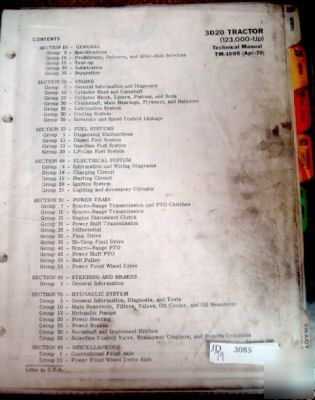 3020 TRACTOR
(123,000-Up)
Technical Manual
TM-1005 (Apr-70)
CONTENTS
SECTION 10 - GENERAL
Group 5 - Specifications
Group 10 - Predelivery, Delivery, and After-Sale Services
Group 15 - Tune-up
Group 20 - Lubrication
Group 25 - Separation
SECTION 20 - ENGINE
Group 5 - General Information and Diagnosis
Group 10 - Cylinder Head and Camshaft
Group 15 - Cylinder Block, Liners, Pistons, and Rods
Group 20 - Crankshaft, Main Bearings, Flywheel, and Balancer
Group 25 - Lubrication System
Group 30 - Cooling System
Group 35 - Governor and Speed Control Linkage
SECTION 30 - FUEL SYSTEMS
Group 5 - Diagnosing Malfunctions
Group 10 - Diesel Fuel System
Group 15 - Gasoline Fuel System
Group 20 - LP-Gas Fuel System
SECTION 40 - ELECTRICAL SYSTEM
Group 5 - Information and Wiring Diagrams
Group 10 - Charging Circuit
Group 15 - Starting Circuit
Group 20 - Ignition System
Group 25 - Lighting and Accessory Circuits
SECTION 50 - POWER TRAIN
Group 5 - Syncro-Range Transmission and PTO Clutches
Group 10 - Syncro-Range Transmission
Group 15 - Engine Disconnect Clutch
Group 20 - Power Shift Transmission
Group 25 - Differential
Group 30 - Final Drive
Group 35 - Hi-Crop Final Drive
Group 40 - Syncro-Range PTO
Group 45 - Power Shift PTO
Group 50 - Belt Pulley
Group 55 - Power Front Wheel Drive
SECTION 60 - STEERING AND BRAKES
Group 5 - General Information
SECTION 70 - HYDRAULIC SYSTEM
Group 5 - General Information, Diagnosis, and Tests
Group 10 - Main Reservoir, Filters, Valves, Oil Cooler, and Oil Reservoir
Group 15 - Hydraulic Pumps
Group 20 - Power Steering
Group 25 - Power Brakes
Group 30 - Rockshaft and Implement Hitches
Group 35 - Selective Control Valve, Breakaway Couplers, and Remote Cylinders
SECTION 80 - MISCELLANEOUS
Group 5 - Conventional Front Axle
Group 10 - Power Front Wheel Drive Axle
Litho in U.S.A.
JD
3085